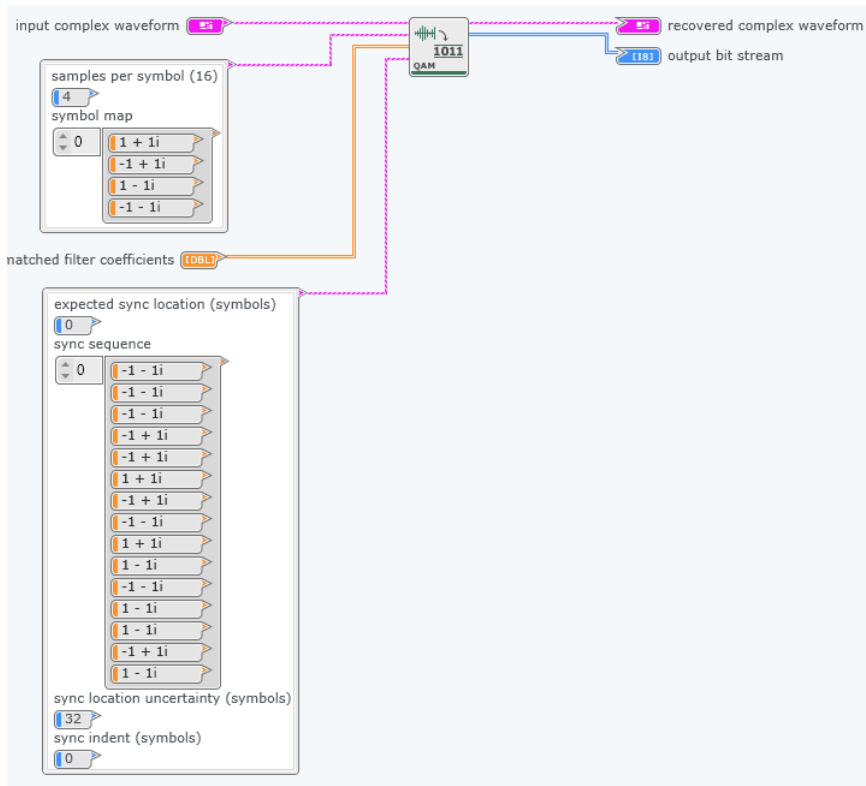 input complex waveform
recovered complex waveform
1011
QAM
output bit stream
[I8]
samples per symbol (16)
4
symbol map
0
1 + 1i
-1 + 1i
1 - 1i
-1 - 1i
matched filter coefficients
[DBL]
expected sync location (symbols)
0
sync sequence
0
-1 - 1i
-1 - 1i
-1 - 1i
-1 + 1i
-1 + 1i
1 + 1i
-1 + 1i
-1 - 1i
1 + 1i
1 - 1i
-1 - 1i
1 - 1i
1 - 1i
-1 + 1i
1 - 1i
sync location uncertainty (symbols)
32
sync indent (symbols)
0